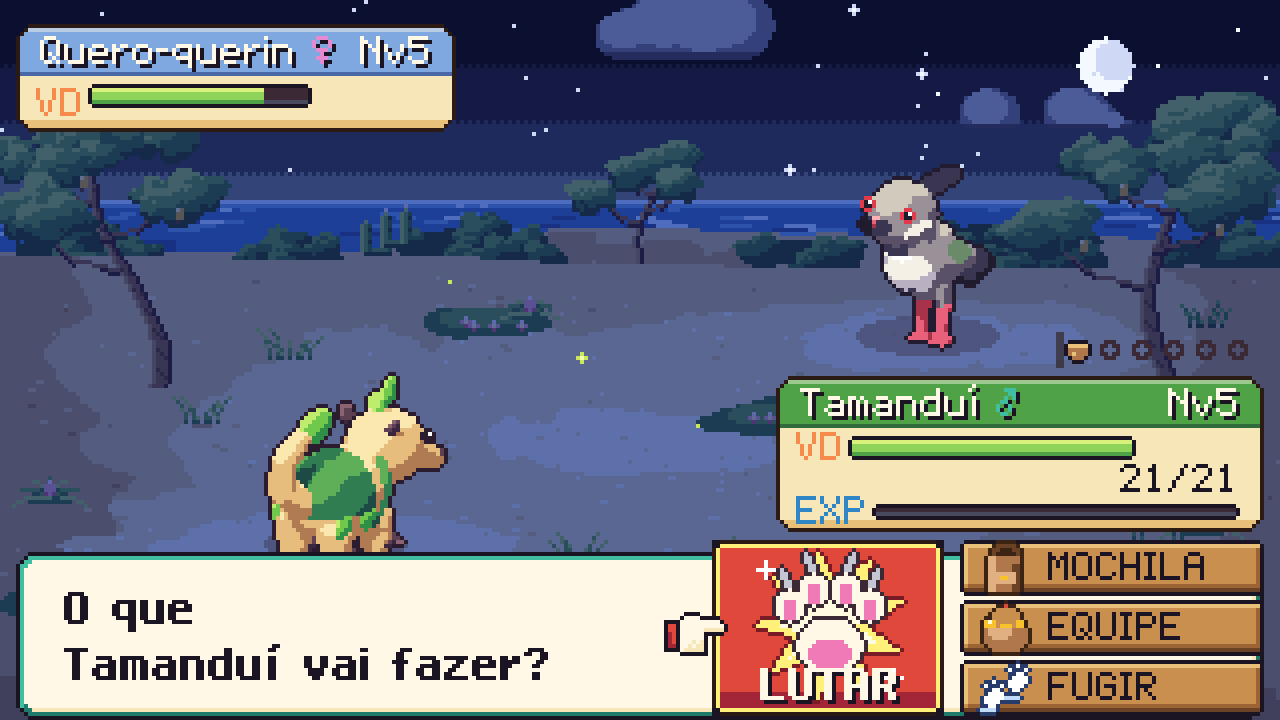 Quero-querin ♀ Nv5
VD
Tamanduí ♂ Nv5
VD
21/21
EXP
O que
Tamanduí vai fazer?
LUTAR
MOCHILA
EQUIPE
FUGIR